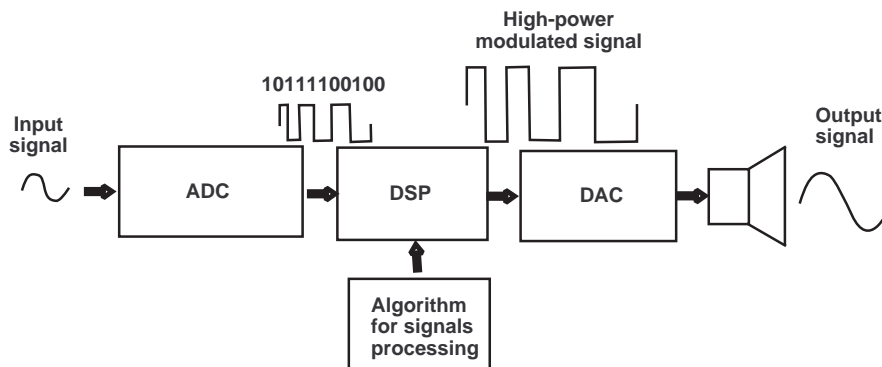 High-power
modulated signal
10111100100
Input
signal
Output
signal
ADC
DSP
DAC
Algorithm
for signals
processing